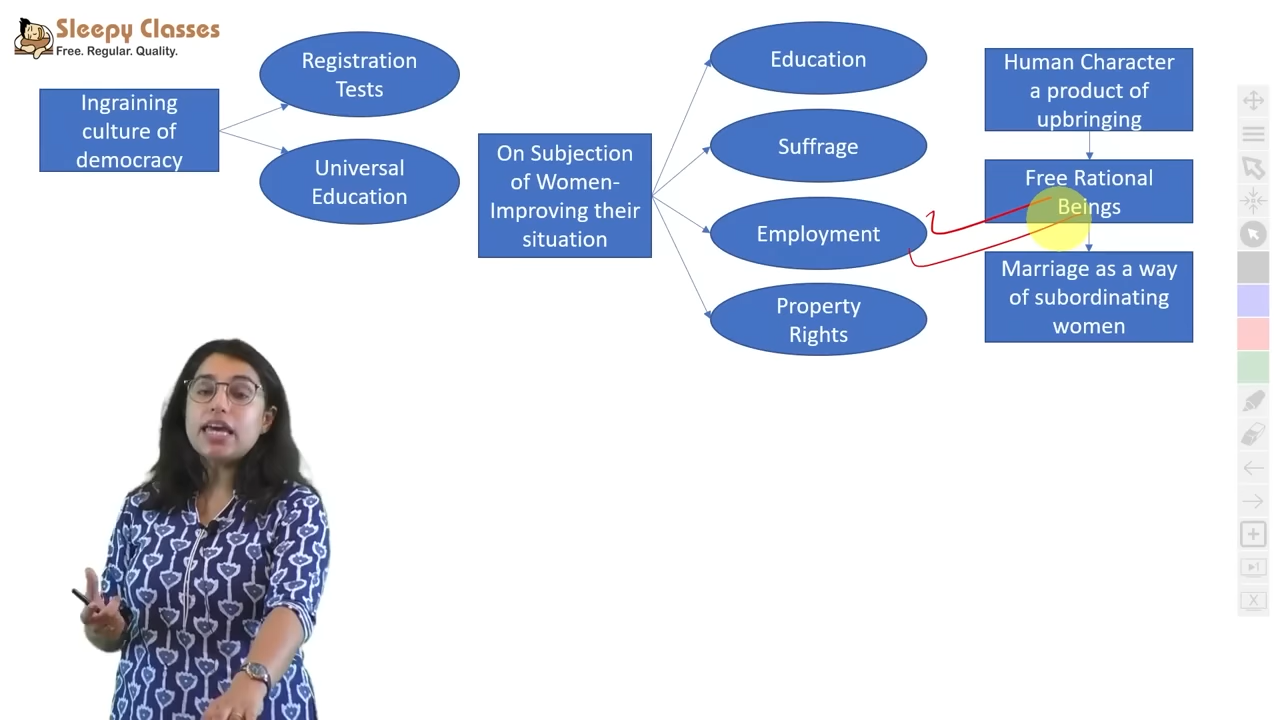 Sleepy Classes
Free. Regular. Quality.
Ingraining
culture of
democracy
Registration
Tests
Universal
Education
On Subjection
of Women-
Improving their
situation
Education
Suffrage
Employment
Property
Rights
Human Character
a product of
upbringing
Free Rational
Beings
Marriage as a way
of subordinating
women